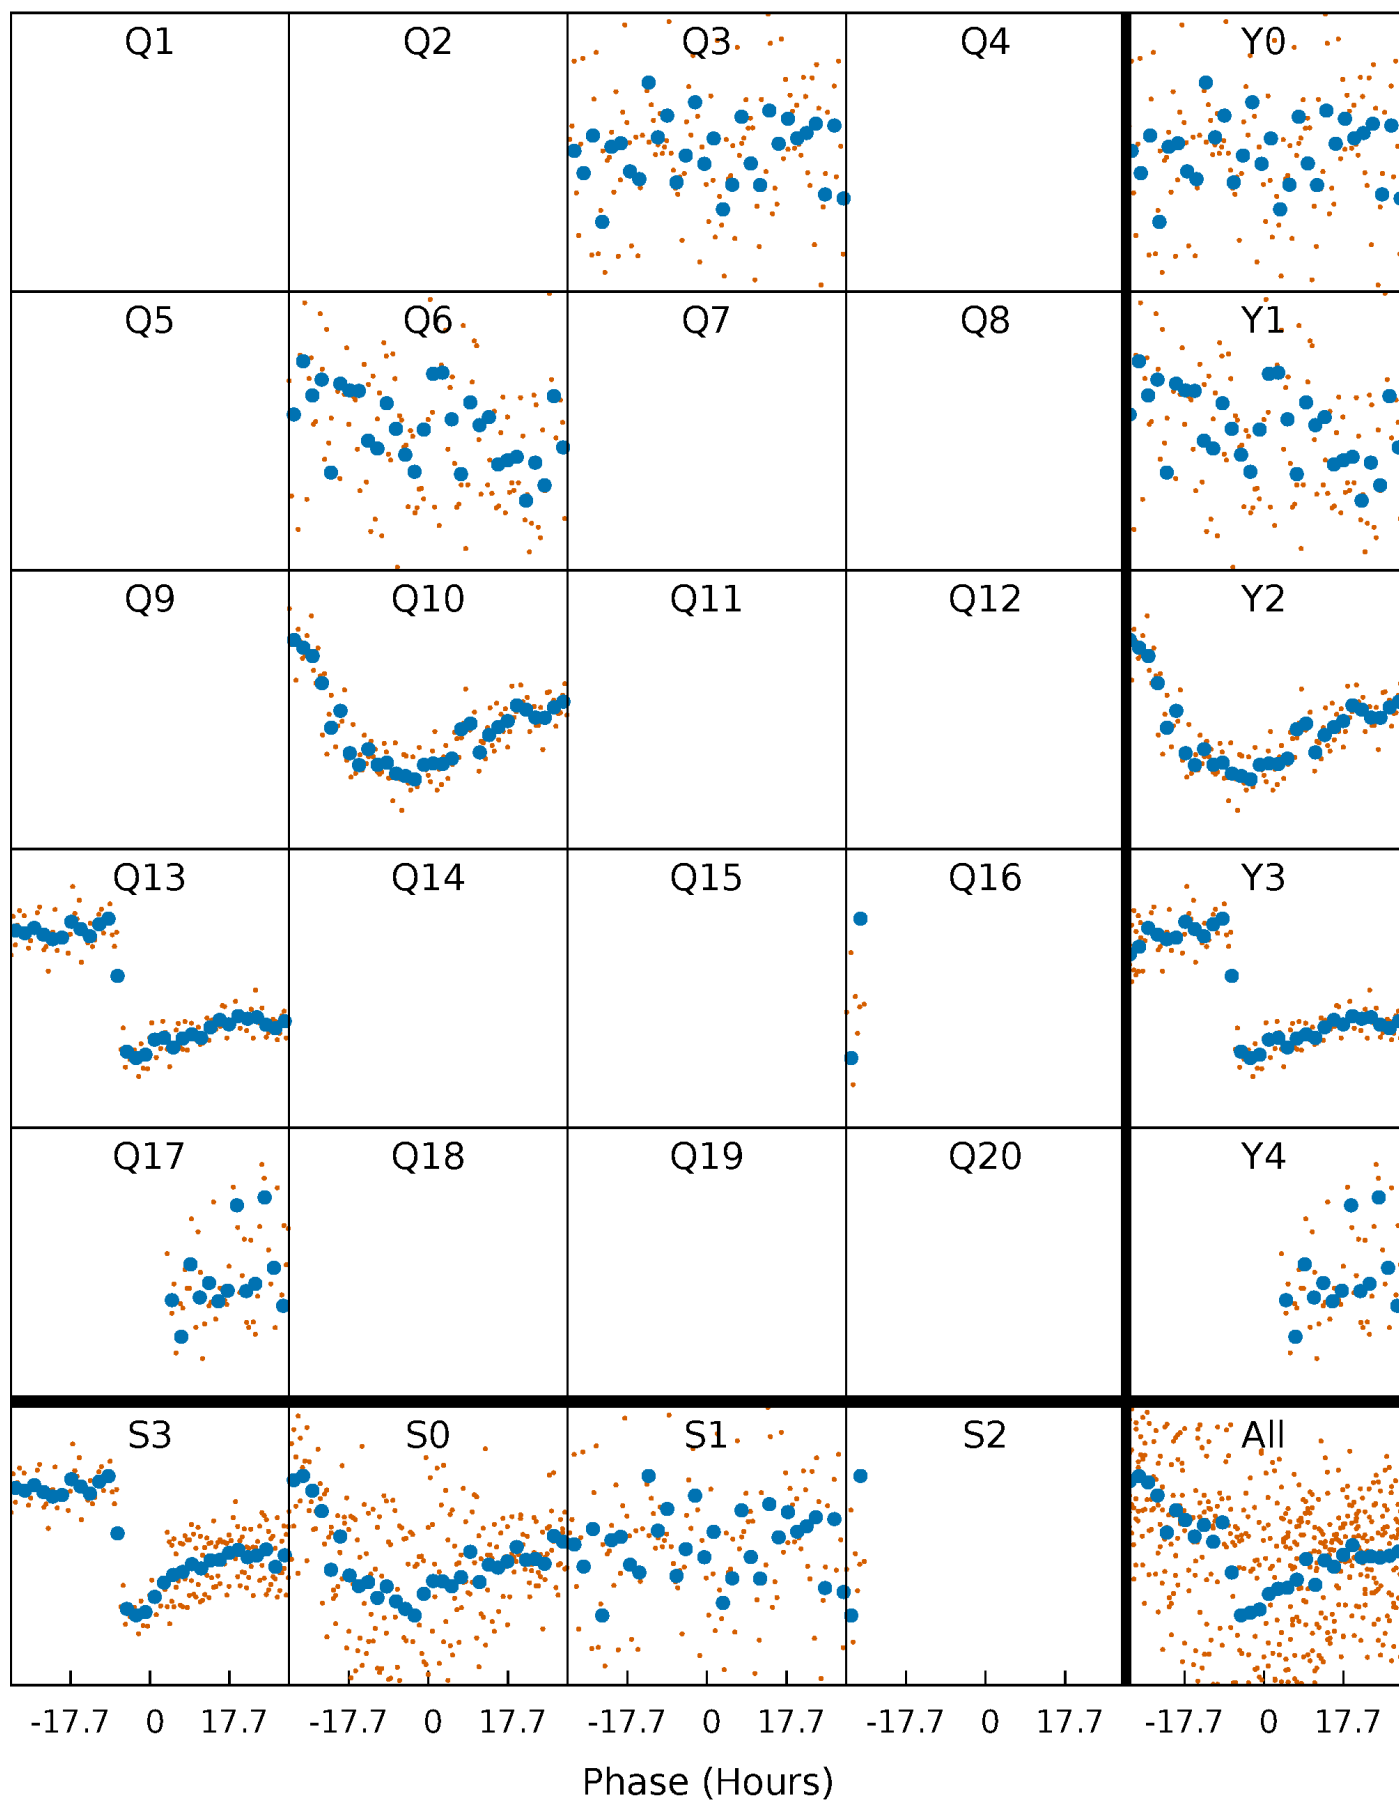 Q1 Q2 Q3 Q4 Y0
Q5 Q6 Q7 Q8 Y1
Q9 Q10 Q11 Q12 Y2
Q13 Q14 Q15 Q16 Y3
Q17 Q18 Q19 Q20 Y4
S3 S0 S1 S2 All
-17.7 0 17.7 -17.7 0 17.7 -17.7 0 17.7 -17.7 0 17.7 -17.7 0 17.7
Phase (Hours)